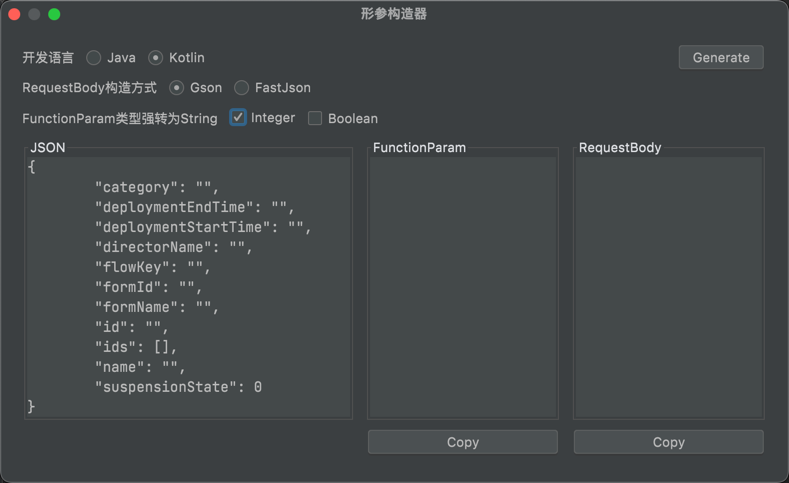 形参构造器
开发语言 Java Kotlin Generate
RequestBody构造方式 Gson FastJson
FunctionParam类型强转为String Integer Boolean
JSON FunctionParam RequestBody
{
"category": "",
"deploymentEndTime": "",
"deploymentStartTime": "",
"directorName": "",
"flowKey": "",
"formId": "",
"formName": "",
"id": "",
"ids": [],
"name": "",
"suspensionState": 0
}
Copy Copy